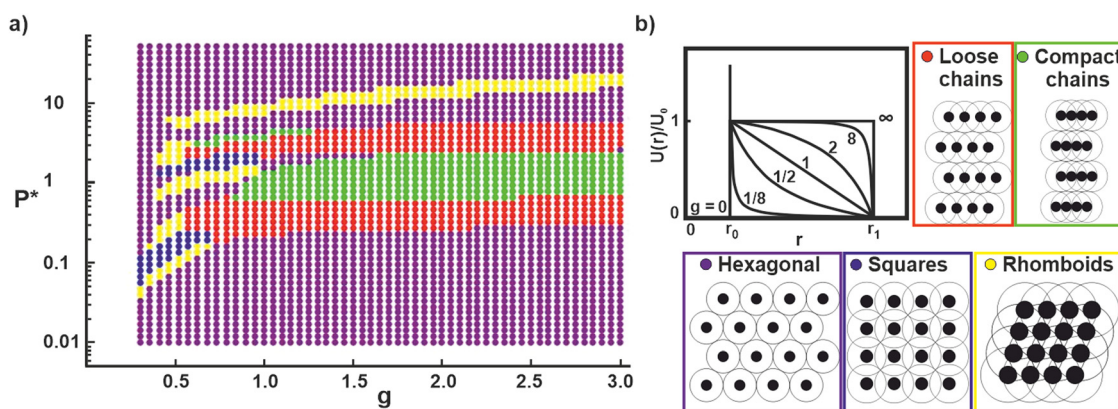 a)
P*
10
1
0.1
0.01
0.5
1.0
1.5
2.0
2.5
3.0
g
b)
U(r)/U₀
1
0
∞
8
2
1
1/2
1/8
g = 0
0
r₀
r
r₁
Loose
chains
Compact
chains
Hexagonal
Squares
Rhomboids